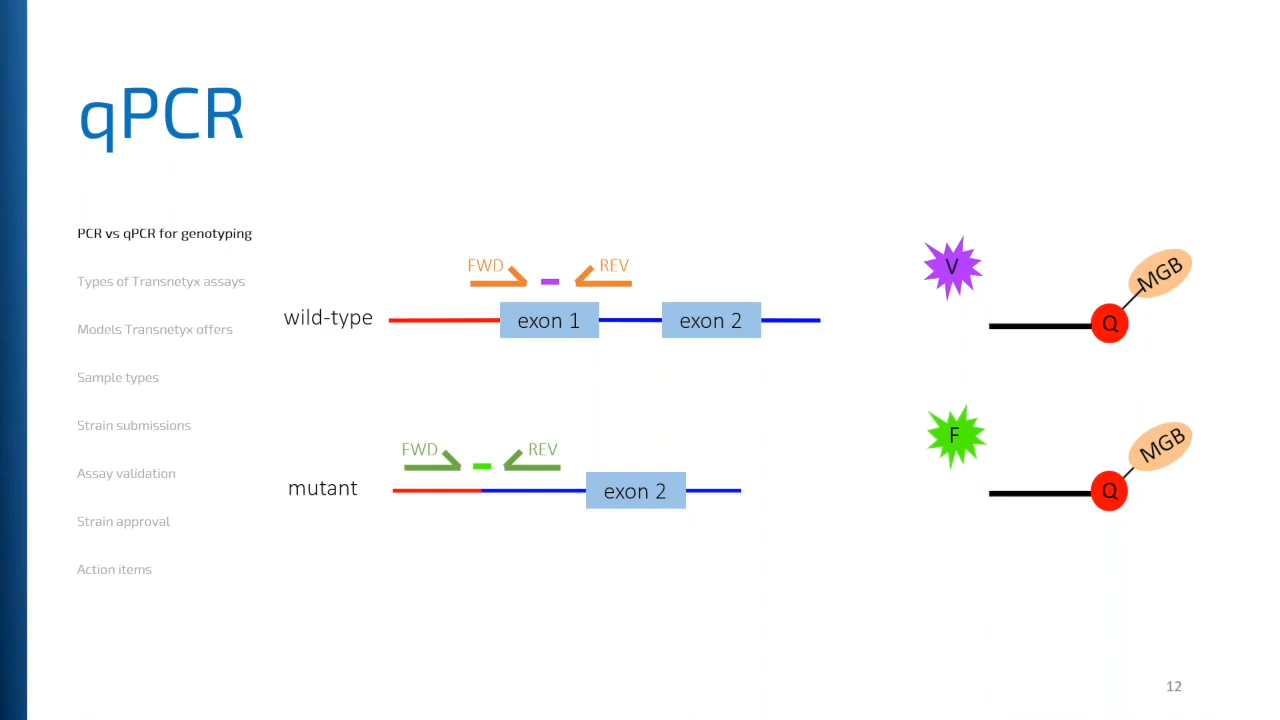 qPCR
PCR vs qPCR for genotyping
Types of Transnetyx assays
Models Transnetyx offers
Sample types
Strain submissions
Assay validation
Strain approval
Action items
FWD
REV
wild-type
exon 1
exon 2
V
Q
MGB
FWD
REV
mutant
exon 2
F
Q
MGB
12